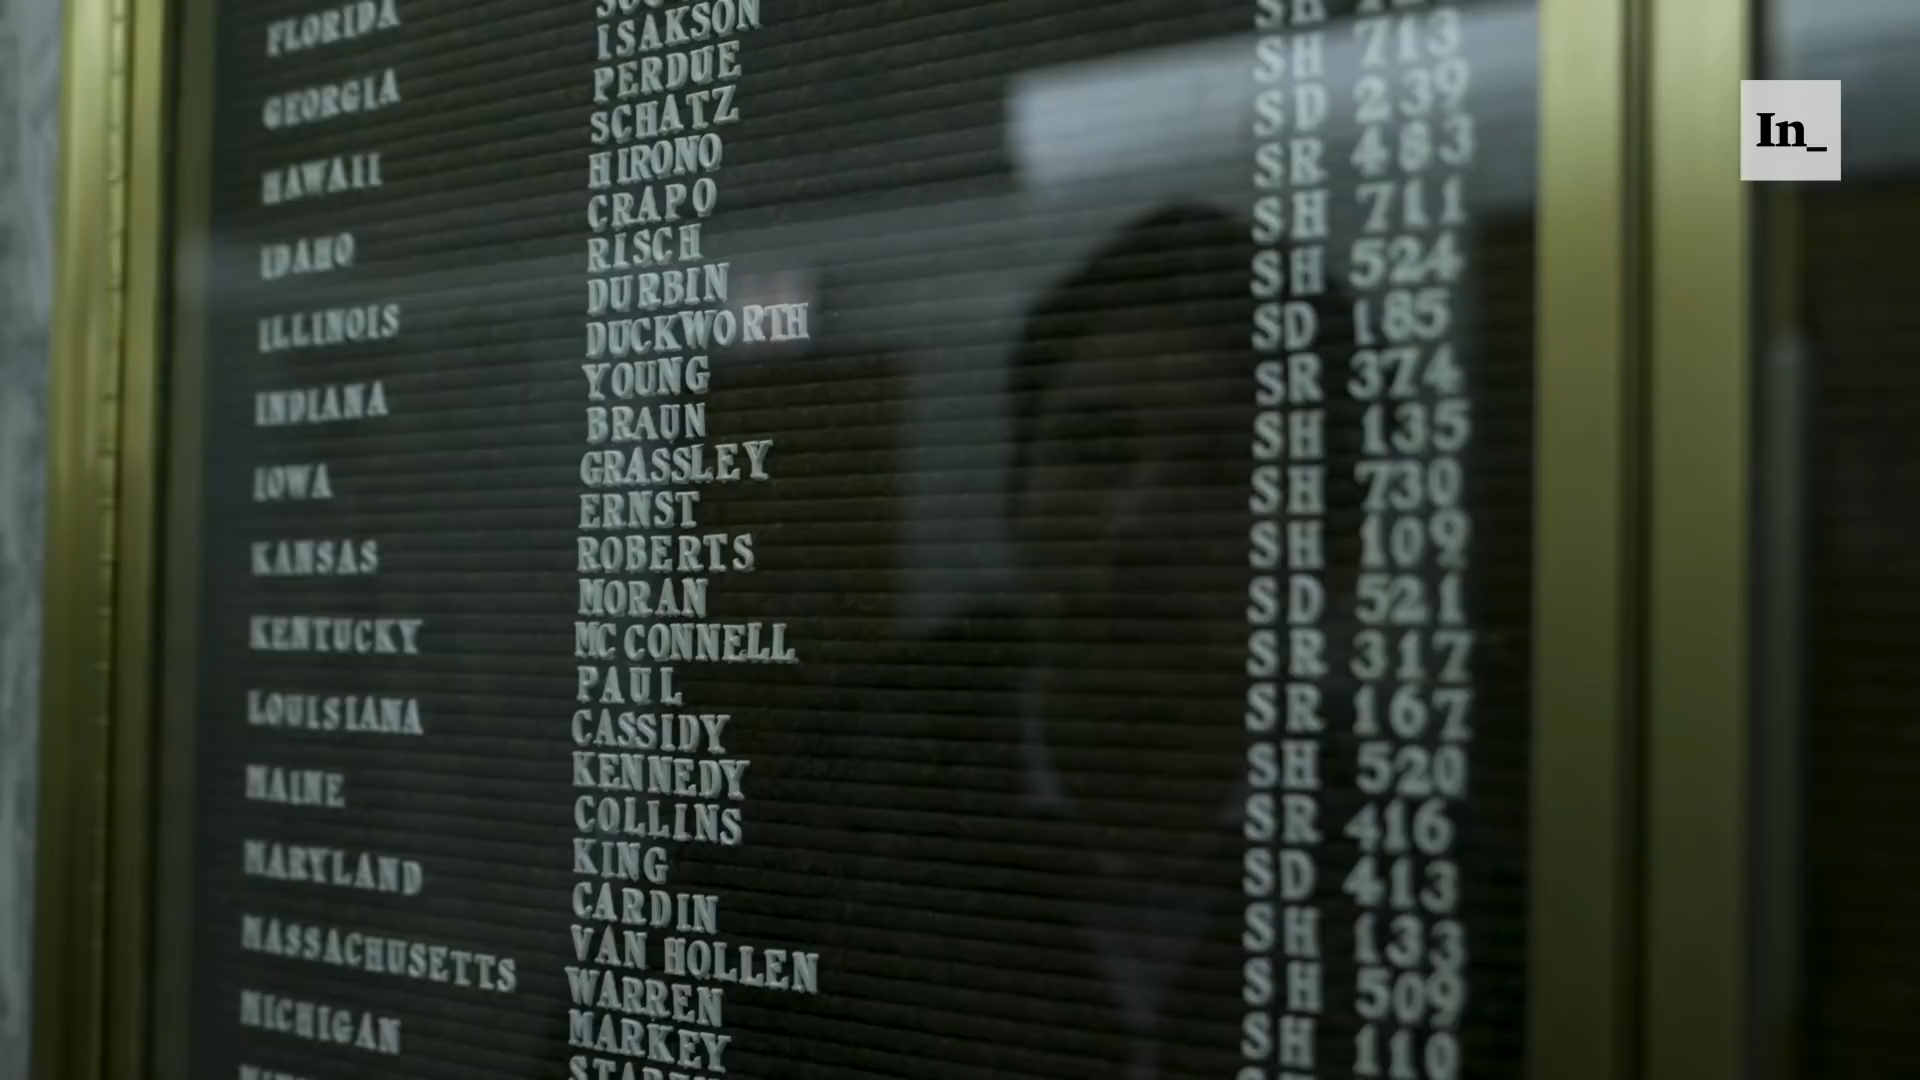 FLORIDA
GEORGIA ISAKSON
PERDUE
HAWAII SCHATZ
HIRONO SH 713
IDAHO CRAPO SD 239
RISCH SR 483
ILLINOIS DURBIN SH 711
DUCKWORTH SH 524
INDIANA YOUNG SD 185
BRAUN SR 374
IOWA GRASSLEY SH 135
ERNST SH 730
KANSAS ROBERTS SH 109
MORAN SD 521
KENTUCKY MC CONNELL SR 317
PAUL SR 167
LOUISIANA CASSIDY SH 520
KENNEDY SR 416
MAINE COLLINS SD 413
KING SH 133
MARYLAND CARDIN SH 509
VAN HOLLEN SH 110
MASSACHUSETTS WARREN
MARKEY
MICHIGAN
In_